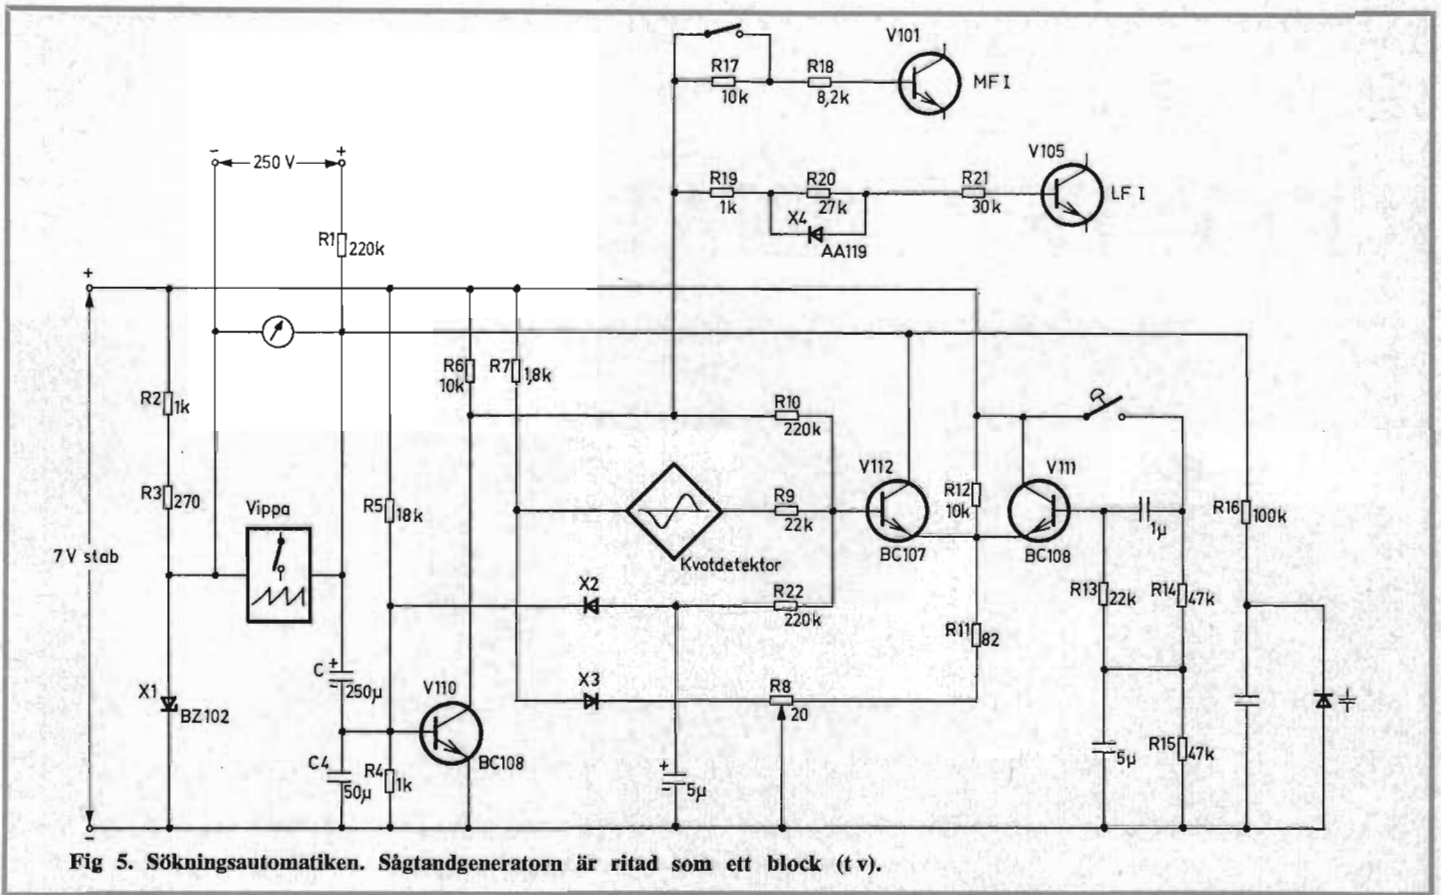 V101
R17
10k
R18
8,2k
MF I
− 250 V +
V105
R19
1k
R20
27k
R21
30k
LF I
X4
AA119
R1
220k
+
R6
10k
R7
1,8k
R2
1k
R10
220k
V112
V111
R3
270
Vippa
R5
18k
R9
22k
R12
10k
1µ
R16
100k
7 V stab
Kvotdetektor
BC107
BC108
X2
R22
220k
R13
22k
R14
47k
R11
82
X1
BZ102
C
+
−
250µ
V110
X3
R8
20
BC108
C4
50µ
R4
1k
+
−
5µ
5µ
R15
47k
−
Fig 5. Sökningsautomatiken. Sågtandgeneratorn är ritad som ett block (t v).